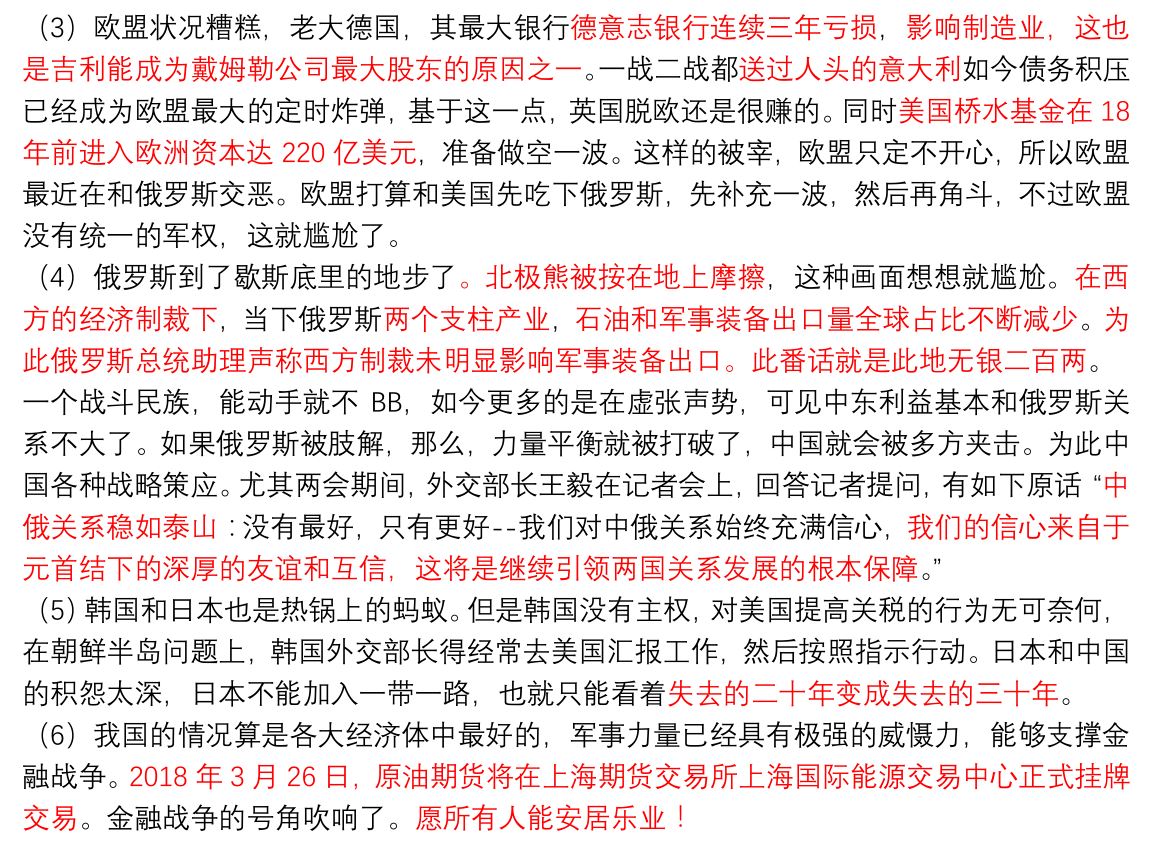 （3）欧盟状况糟糕，老大德国，其最大银行德意志银行连续三年亏损，影响制造业，这也
是吉利能成为戴姆勒公司最大股东的原因之一。一战二战都送过人头的意大利如今债务积压
已经成为欧盟最大的定时炸弹，基于这一点，英国脱欧还是很赚的。同时美国桥水基金在 18
年前进入欧洲资本达 220 亿美元，准备做空一波。这样的被宰，欧盟只定不开心，所以欧盟
最近在和俄罗斯交恶。欧盟打算和美国先吃下俄罗斯，先补充一波，然后再角斗，不过欧盟
没有统一的军权，这就尴尬了。
（4）俄罗斯到了歇斯底里的地步了。北极熊被按在地上摩擦，这种画面想想就尴尬。在西
方的经济制裁下，当下俄罗斯两个支柱产业，石油和军事装备出口量全球占比不断减少。为
此俄罗斯总统助理声称西方制裁未明显影响军事装备出口。此番话就是此地无银二百两。
一个战斗民族，能动手就不 BB，如今更多的是在虚张声势，可见中东利益基本和俄罗斯关
系不大了。如果俄罗斯被肢解，那么，力量平衡就被打破了，中国就会被多方夹击。为此中
国各种战略策应。尤其两会期间，外交部长王毅在记者会上，回答记者提问，有如下原话 “中
俄关系稳如泰山：没有最好，只有更好--我们对中俄关系始终充满信心，我们的信心来自于
元首结下的深厚的友谊和互信，这将是继续引领两国关系发展的根本保障。”
（5）韩国和日本也是热锅上的蚂蚁。但是韩国没有主权，对美国提高关税的行为无可奈何，
在朝鲜半岛问题上，韩国外交部长得经常去美国汇报工作，然后按照指示行动。日本和中国
的积怨太深，日本不能加入一带一路，也就只能看着失去的二十年变成失去的三十年。
（6）我国的情况算是各大经济体中最好的，军事力量已经具有极强的威慑力，能够支撑金
融战争。2018 年 3 月 26 日，原油期货将在上海期货交易所上海国际能源交易中心正式挂牌
交易。金融战争的号角吹响了。愿所有人能安居乐业！